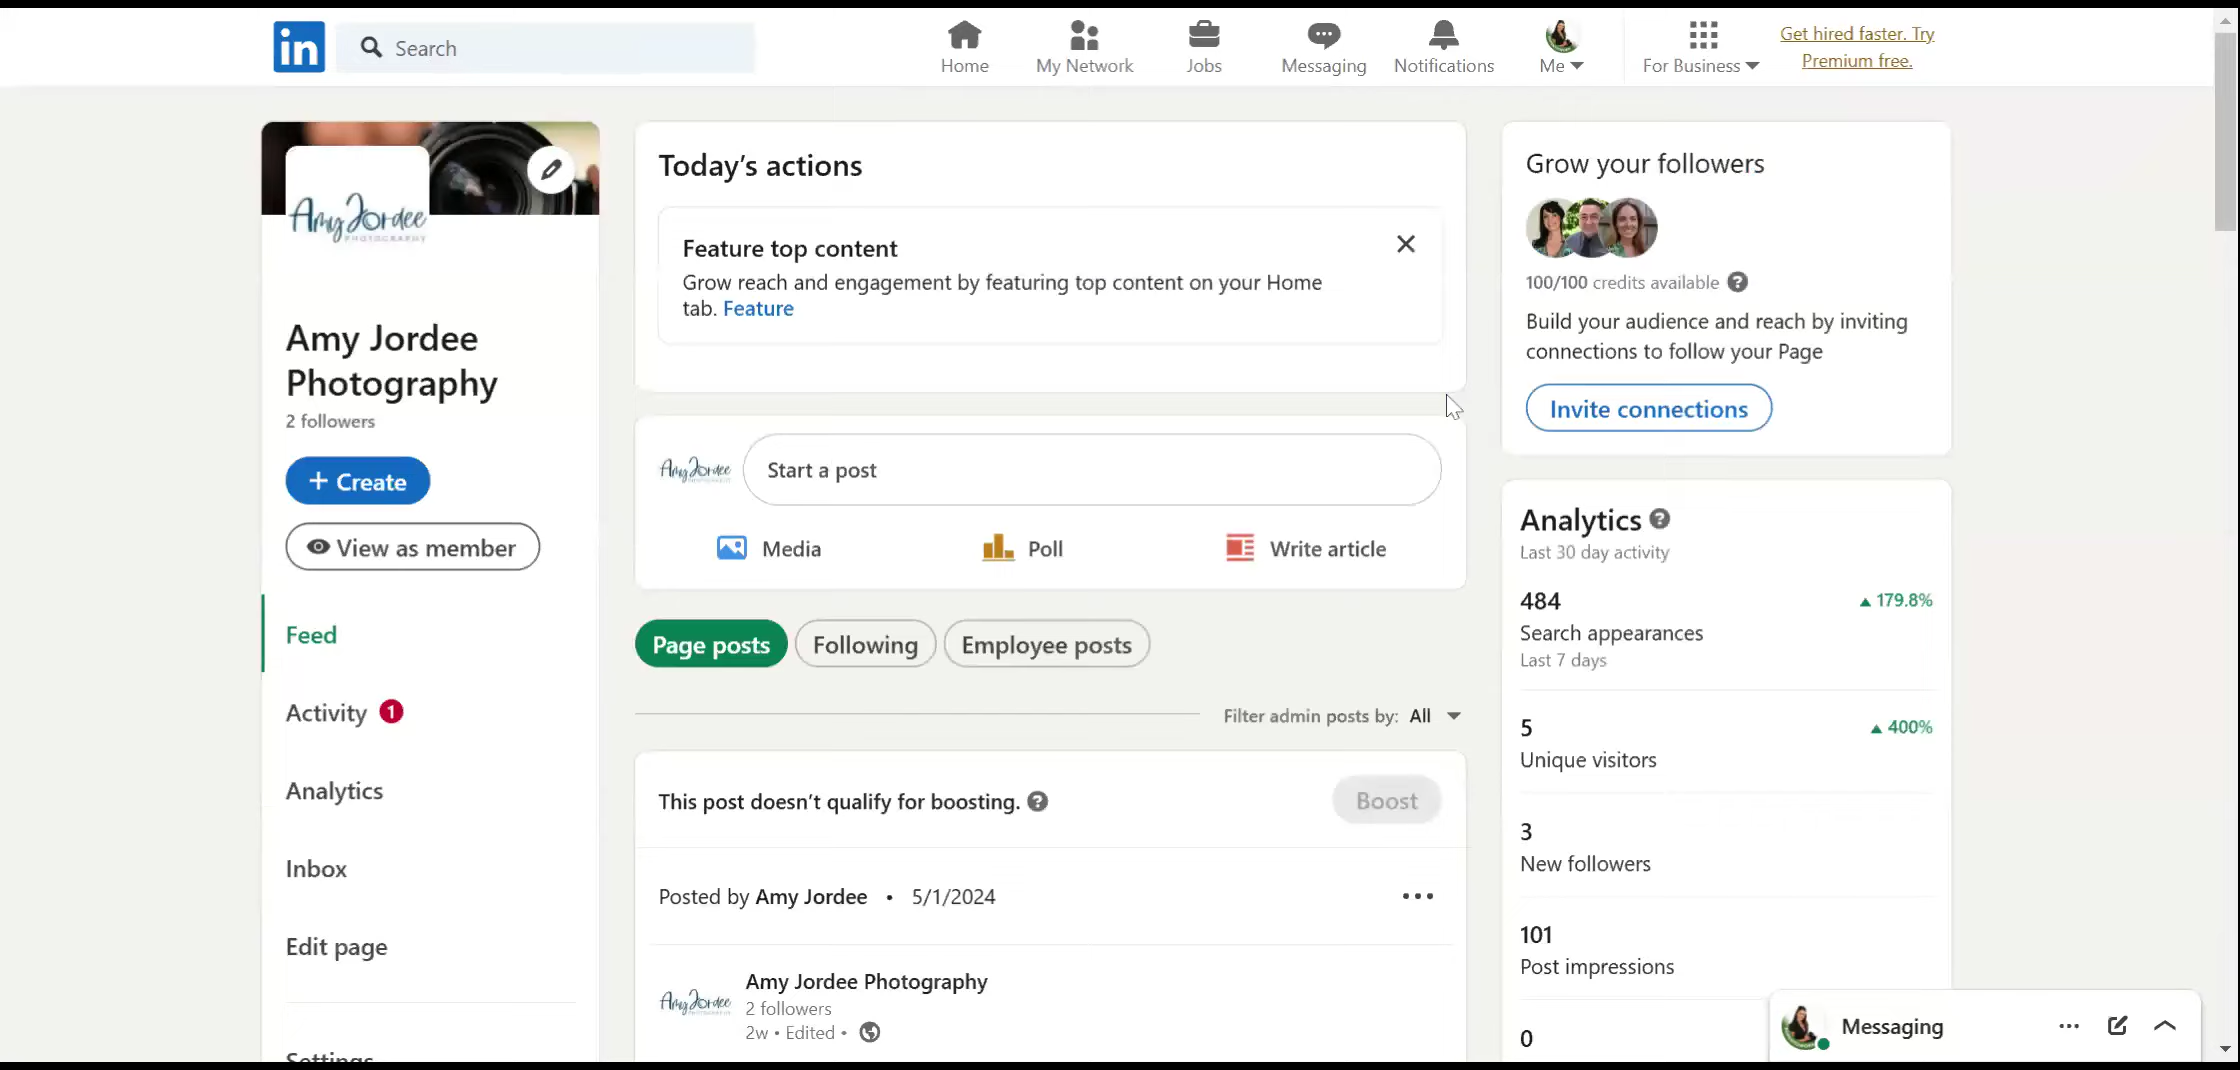 in
Search
Home
My Network
Jobs
Messaging
Notifications
Me
For Business
Get hired faster. Try
Premium free.
Amy Jordee
PHOTOGRAPHY
Amy Jordee
Photography
2 followers
+ Create
View as member
Feed
Activity 1
Analytics
Inbox
Edit page
Settings
Today's actions
Feature top content
Grow reach and engagement by featuring top content on your Home
tab. Feature
Amy Jordee
Start a post
Media
Poll
Write article
Page posts
Following
Employee posts
Filter admin posts by: All
This post doesn't qualify for boosting.
Boost
Posted by Amy Jordee • 5/1/2024
Amy Jordee
Amy Jordee Photography
2 followers
2w • Edited •
Grow your followers
100/100 credits available
Build your audience and reach by inviting
connections to follow your Page
Invite connections
Analytics
Last 30 day activity
484 ▲ 179.8%
Search appearances
Last 7 days
5 ▲ 400%
Unique visitors
3
New followers
101
Post impressions
0
Messaging